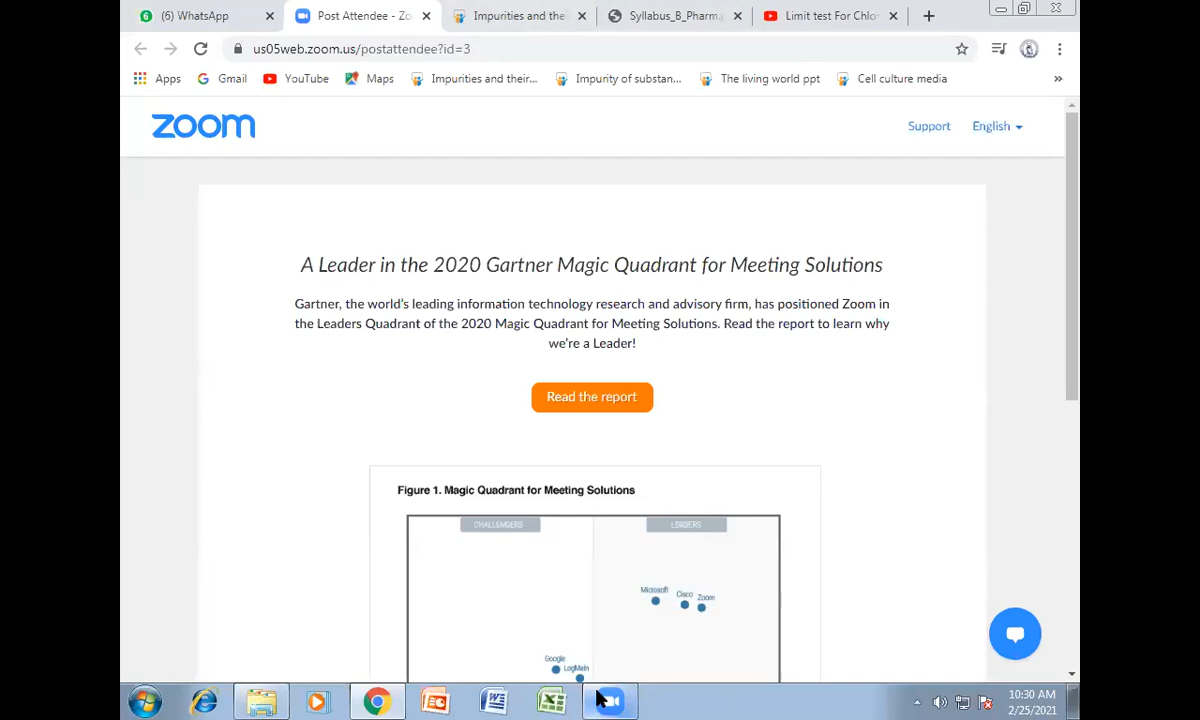 (6) WhatsApp
Post Attendee - Zo
Impurities and the
Syllabus_B_Pharm.
Limit test For Chlo
us05web.zoom.us/postattendee?id=3
Apps
Gmail
YouTube
Maps
Impurities and their...
Impurity of substan...
The living world ppt
Cell culture media
»
zoom
Support
English
A Leader in the 2020 Gartner Magic Quadrant for Meeting Solutions
Gartner, the world's leading information technology research and advisory firm, has positioned Zoom in
the Leaders Quadrant of the 2020 Magic Quadrant for Meeting Solutions. Read the report to learn why
we're a Leader!
Read the report
Figure 1. Magic Quadrant for Meeting Solutions
CHALLENGERS
LEADERS
Microsoft
Cisco
Zoom
Google
LogMeIn
10:30 AM
2/25/2021